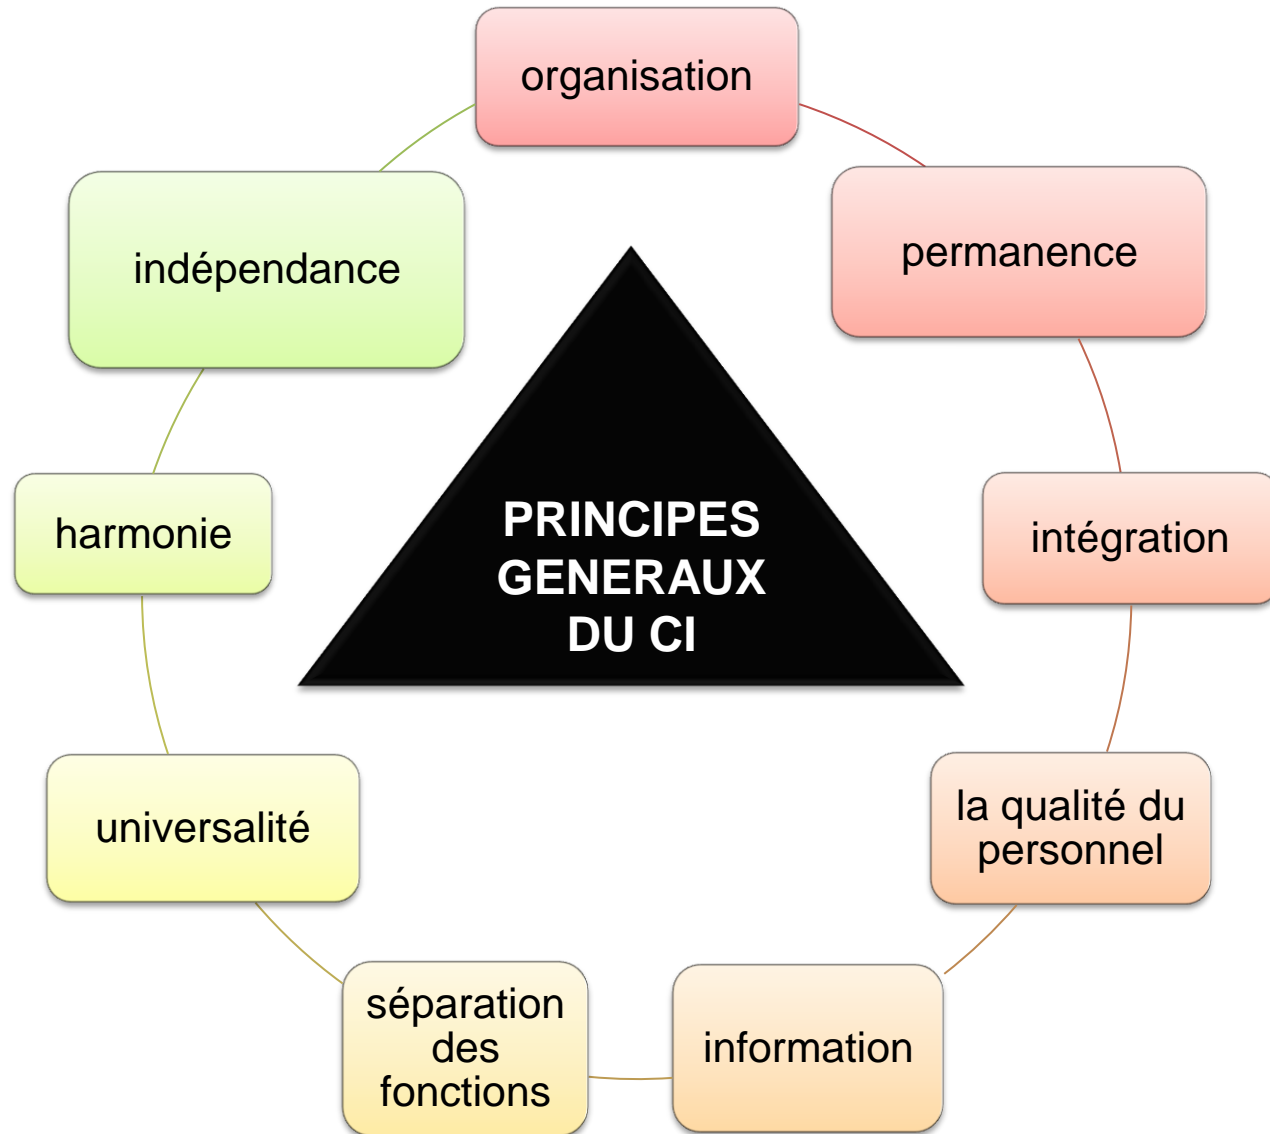 organisation
permanence
intégration
la qualité du
personnel
information
séparation
des
fonctions
universalité
harmonie
indépendance
PRINCIPES
GENERAUX
DU CI